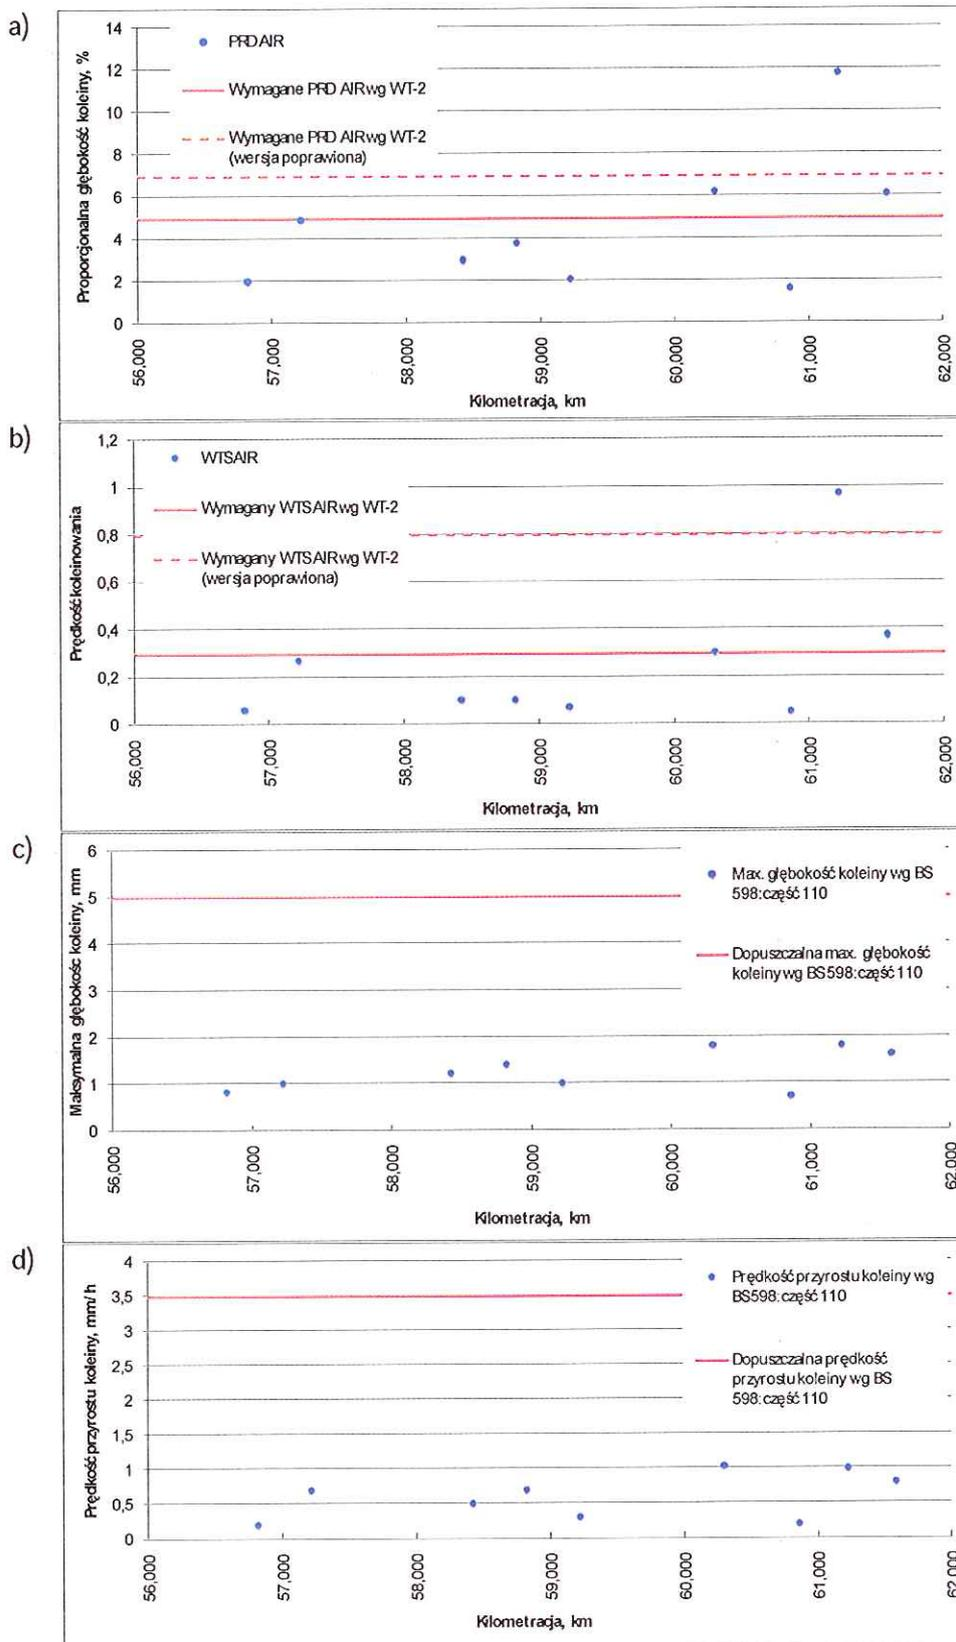 a)
Proporcjonalna głębokość koleiny, %
14
12
10
8
6
4
2
0
PRD AIR
Wymagane PRD AIR wg WT-2
Wymagane PRD AIR wg WT-2
(wersja poprawiona)
56,000
57,000
58,000
59,000
60,000
61,000
62,000
Kilometracja, km
b)
Prędkość koleinowania
1,2
1
0,8
0,6
0,4
0,2
0
WTSAIR
Wymagany WTSAIR wg WT-2
Wymagany WTSAIR wg WT-2
(wersja poprawiona)
56,000
57,000
58,000
59,000
60,000
61,000
62,000
Kilometracja, km
c)
Maksymalna głębokość koleiny, mm
6
5
4
3
2
1
0
Max. głębokość koleiny wg BS
598:część 110
Dopuszczalna max. głębokość
koleiny wg BS 598:część 110
56,000
57,000
58,000
59,000
60,000
61,000
62,000
Kilometracja, km
d)
Prędkość przyrostu koleiny, mm/h
4
3,5
3
2,5
2
1,5
1
0,5
0
Prędkość przyrostu koleiny wg
BS598:część 110
Dopuszczalna prędkość
przyrostu koleiny wg BS
598:część 110
56,000
57,000
58,000
59,000
60,000
61,000
62,000
Kilometracja, km